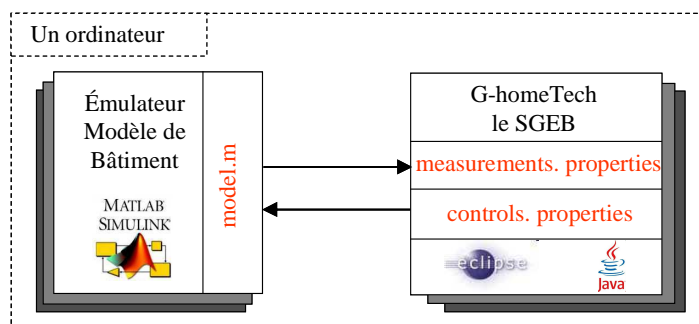 Un ordinateur
Émulateur
Modèle de
Bâtiment
MATLAB
SIMULINK®
model.m
G-homeTech
le SGEB
measurements. properties
controls. properties
eclipse
Java